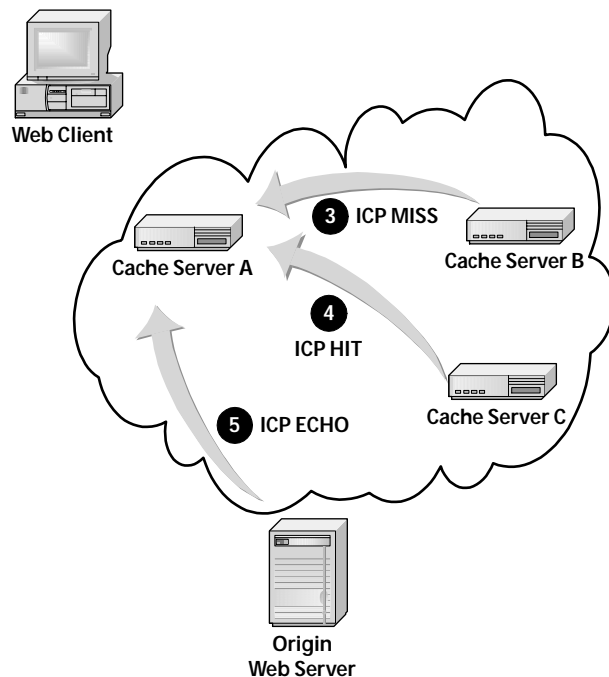 Web Client
3 ICP MISS
Cache Server A
Cache Server B
4
ICP HIT
Cache Server C
5 ICP ECHO
Origin
Web Server